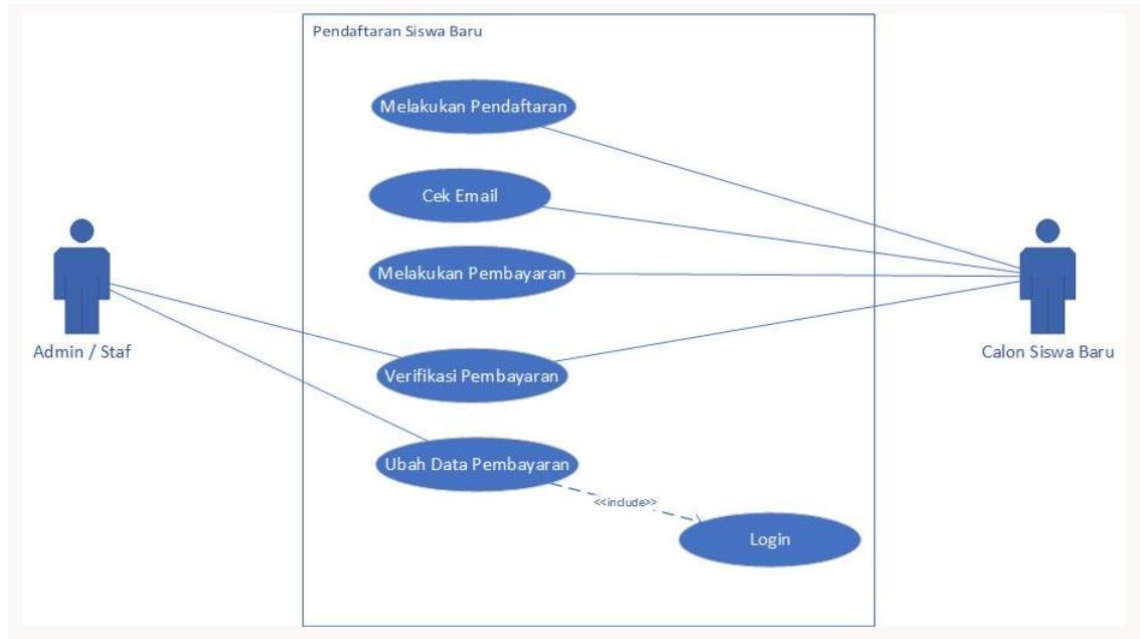 Pendaftaran Siswa Baru
Melakukan Pendaftaran
Cek Email
Melakukan Pembayaran
Admin / Staf
Calon Siswa Baru
Verifikasi Pembayaran
Ubah Data Pembayaran
<<include>>
Login